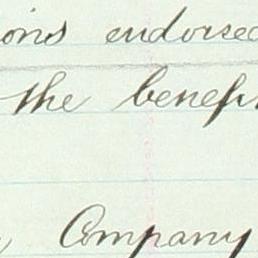 ions endorsed
the benefi
Company